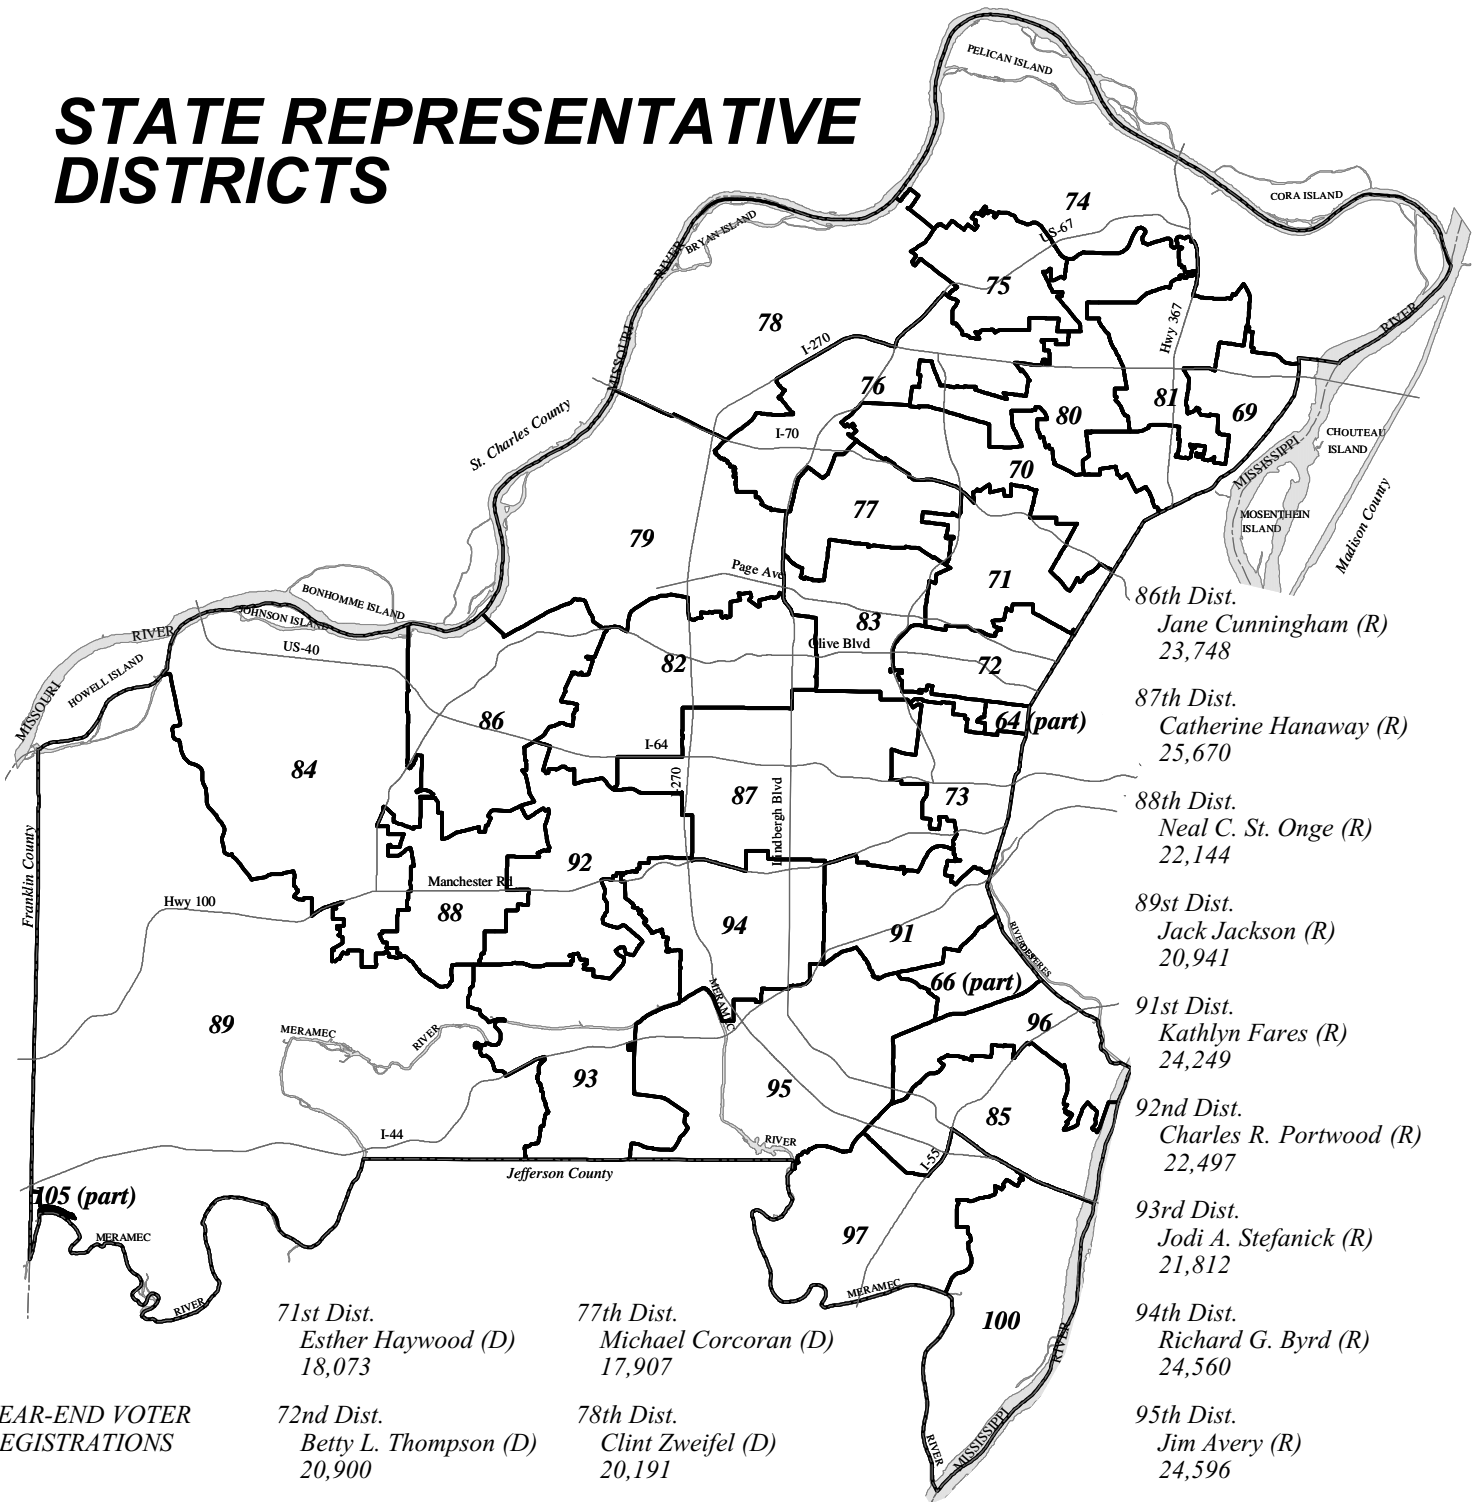 STATE REPRESENTATIVE
DISTRICTS
PELICAN ISLAND
CORA ISLAND
BRYAN ISLAND
RIVER
MISSOURI
RIVER
74
US-67
75
78
I-270
Hwy 367
76
80
81
69
I-70
70
CHOUTEAU
ISLAND
MISSISSIPPI
MOSENTHEIN
ISLAND
Madison County
St. Charles County
77
79
71
Page Ave
83
Olive Blvd
72
BONHOMME ISLAND
JOHNSON ISLAND
RIVER
US-40
HOWELL ISLAND
MISSOURI
82
86
64 (part)
I-64
84
270
87
Lindbergh Blvd
73
Franklin County
92
Manchester Rd
Hwy 100
88
94
91
RIVER DES PERES
66 (part)
MERAMEC
96
89
MERAMEC
RIVER
93
95
85
I-44
RIVER
I-55
Jefferson County
105 (part)
MERAMEC
RIVER
97
MERAMEC
100
RIVER
RIVER
MISSISSIPPI
86th Dist.
Jane Cunningham (R)
23,748
87th Dist.
Catherine Hanaway (R)
25,670
88th Dist.
Neal C. St. Onge (R)
22,144
89st Dist.
Jack Jackson (R)
20,941
91st Dist.
Kathlyn Fares (R)
24,249
92nd Dist.
Charles R. Portwood (R)
22,497
93rd Dist.
Jodi A. Stefanick (R)
21,812
94th Dist.
Richard G. Byrd (R)
24,560
95th Dist.
Jim Avery (R)
24,596
71st Dist.
Esther Haywood (D)
18,073
72nd Dist.
Betty L. Thompson (D)
20,900
77th Dist.
Michael Corcoran (D)
17,907
78th Dist.
Clint Zweifel (D)
20,191
EAR-END VOTER
EGISTRATIONS